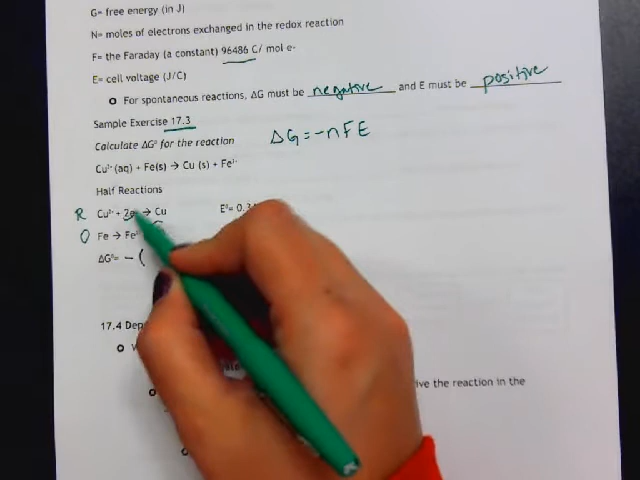 G= free energy (in J)
N= moles of electrons exchanged in the redox reaction
F= the Faraday (a constant) 96486 C/ mol e-
E= cell voltage (J/C)
o For spontaneous reactions, ΔG must be negative and E must be positive
Sample Exercise 17.3
ΔG = -nFE
Calculate ΔG° for the reaction
Cu²⁺ (aq) + Fe(s) → Cu (s) + Fe²⁺
Half Reactions
R Cu²⁺ + 2e → Cu E°= 0.34
O Fe → Fe
ΔG°= - (
17.4 Dep
o
ive the reaction in the